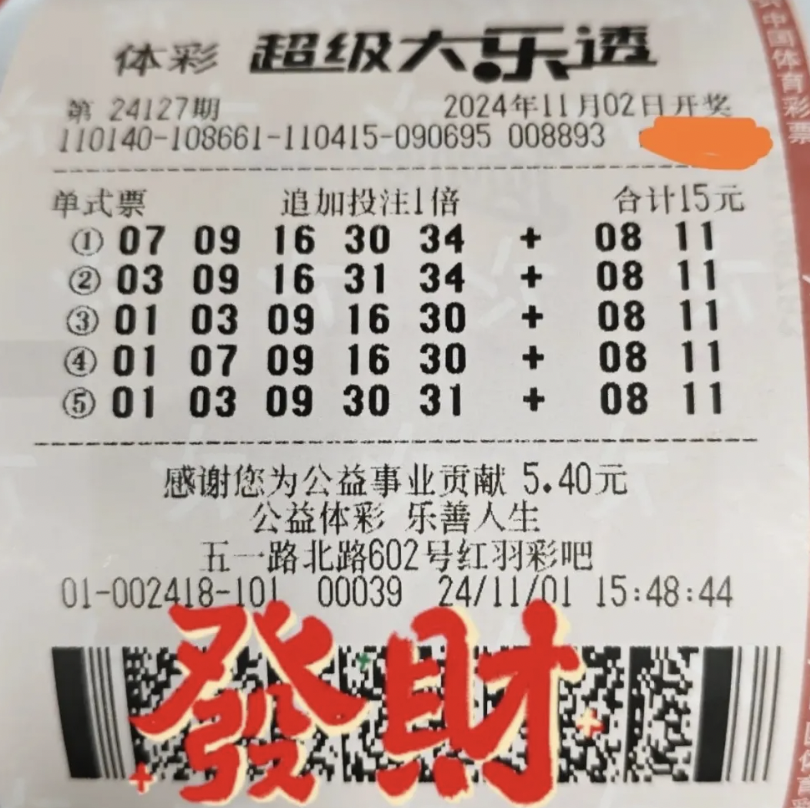 体彩 超级大乐透
第 24127期 2024年11月02日开奖
110140-108661-110415-090695 008893
单式票 追加投注1倍 合计15元
① 07 09 16 30 34 + 08 11
② 03 09 16 31 34 + 08 11
③ 01 03 09 16 30 + 08 11
④ 01 07 09 16 30 + 08 11
⑤ 01 03 09 30 31 + 08 11
感谢您为公益事业贡献 5.40元
公益体彩 乐善人生
五一路北路602号红羽彩吧
01-002418-101 00039 24/11/01 15:48:44
發財
中国体育彩票